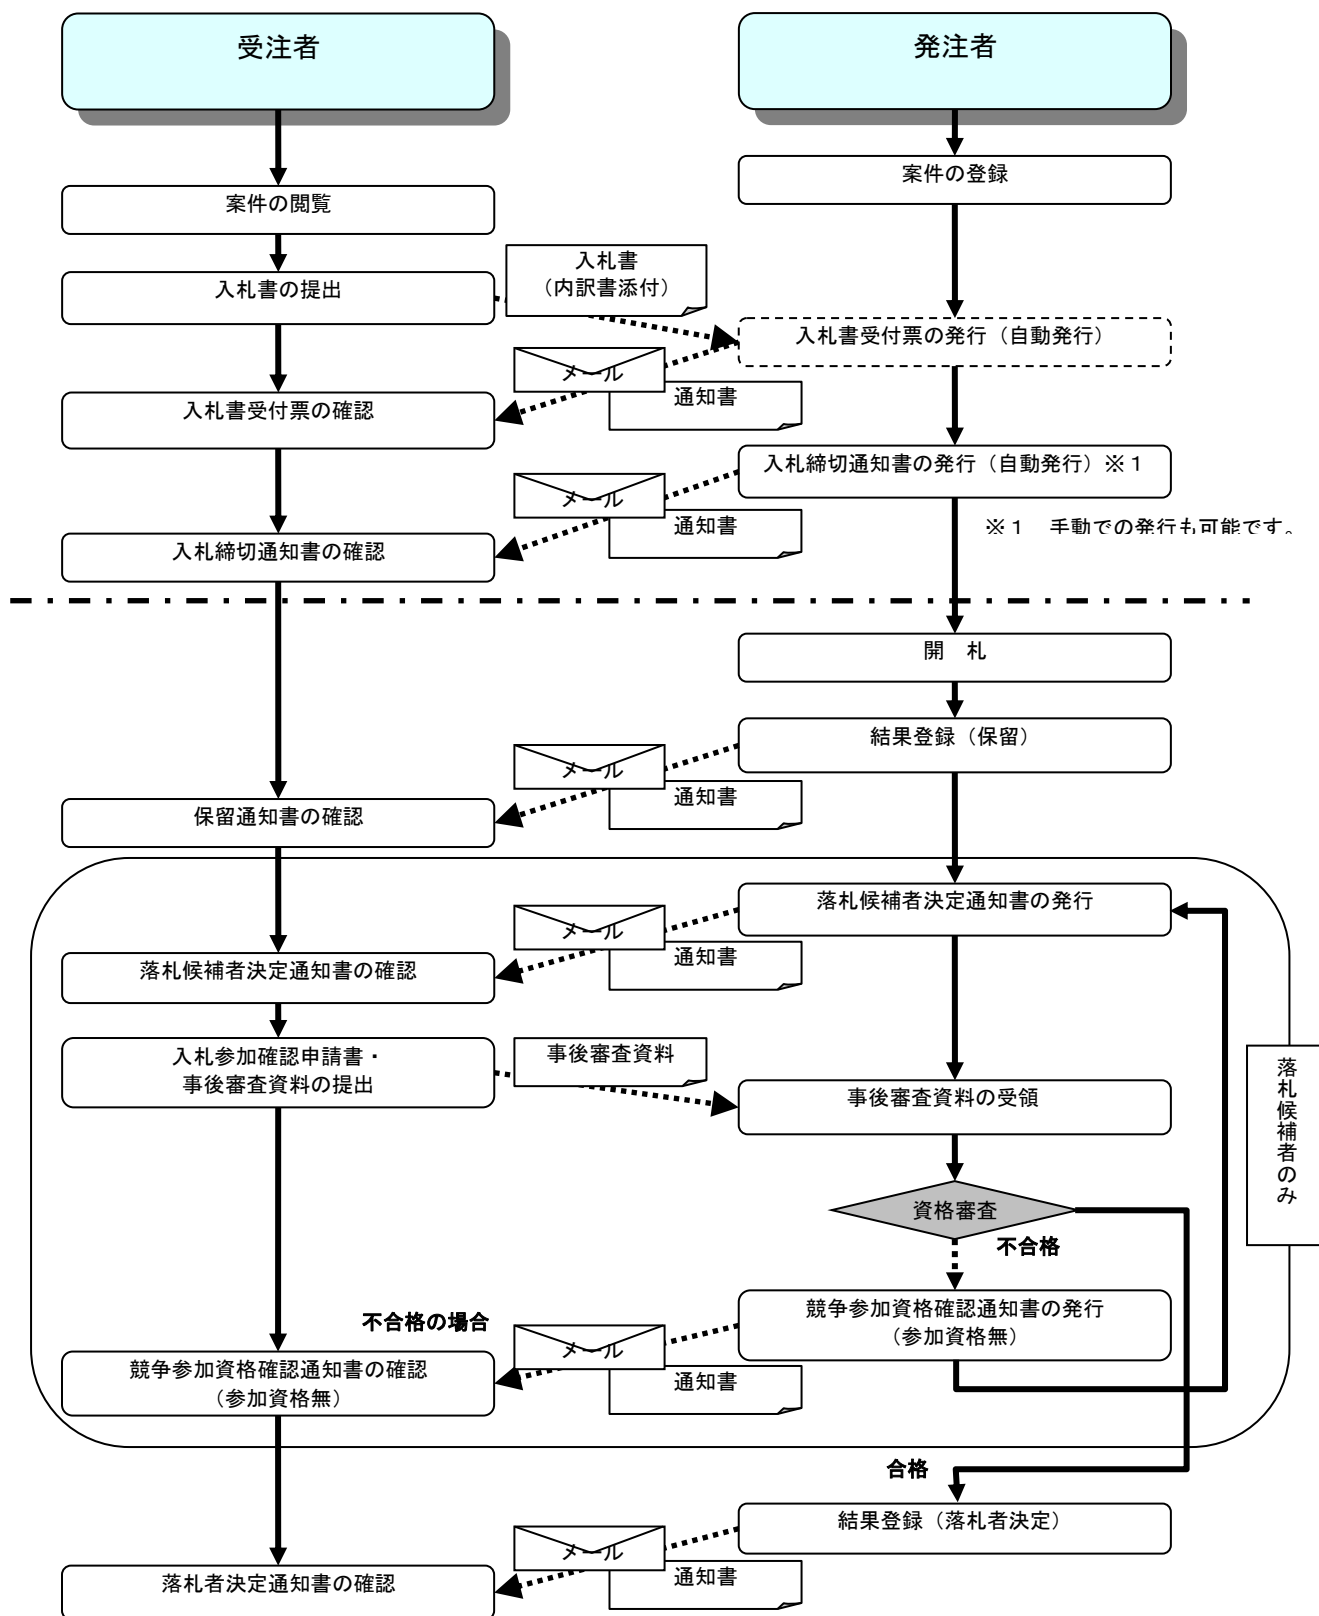 受注者
発注者
案件の登録
案件の閲覧
入札書
（内訳書添付）
入札書の提出
入札書受付票の発行（自動発行）
メール
通知書
入札書受付票の確認
入札締切通知書の発行（自動発行）※１
メール
通知書
※１　手動での発行も可能です。
入札締切通知書の確認
開　札
結果登録（保留）
メール
通知書
保留通知書の確認
落札候補者決定通知書の発行
メール
通知書
落札候補者決定通知書の確認
入札参加確認申請書・
事後審査資料の提出
事後審査資料
事後審査資料の受領
落札候補者のみ
資格審査
不合格
競争参加資格確認通知書の発行
（参加資格無）
不合格の場合
メール
通知書
競争参加資格確認通知書の確認
（参加資格無）
合格
結果登録（落札者決定）
メール
通知書
落札者決定通知書の確認